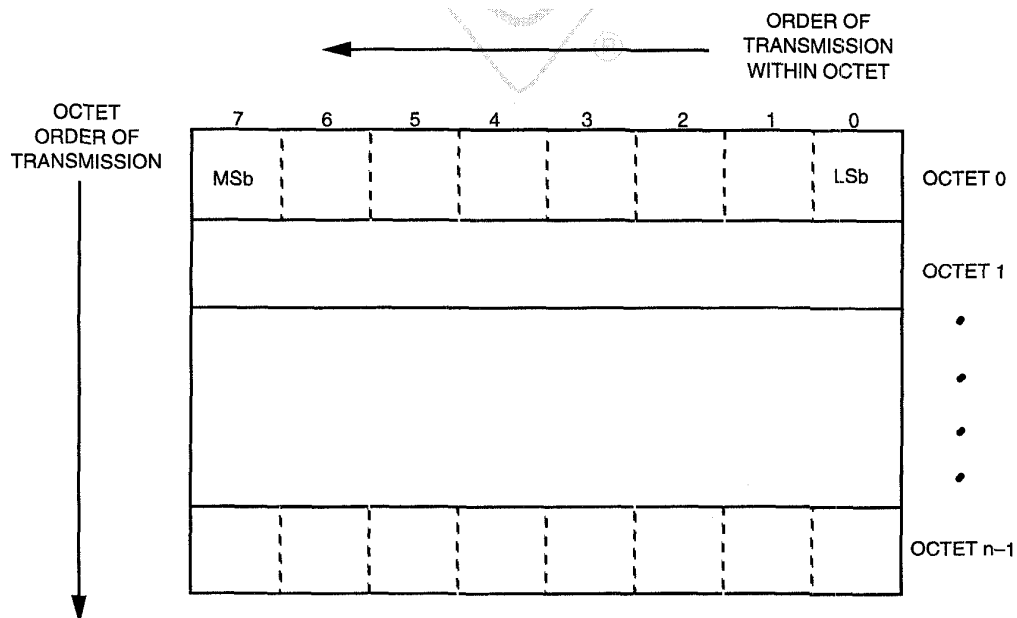 ORDER OF
TRANSMISSION
WITHIN OCTET
OCTET
ORDER OF
TRANSMISSION
7 6 5 4 3 2 1 0
MSb LSb OCTET 0
OCTET 1
OCTET n–1